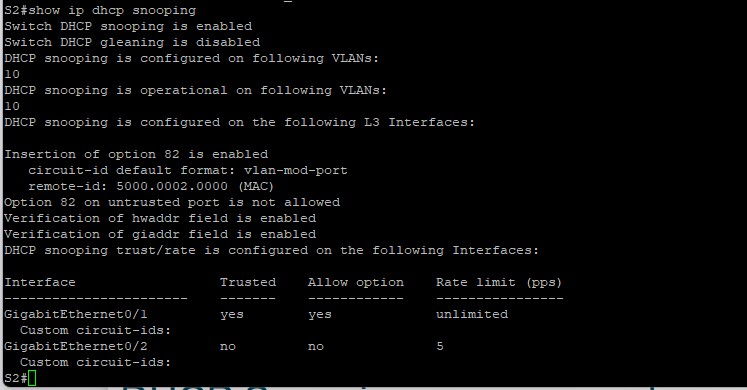 S2#show ip dhcp snooping
Switch DHCP snooping is enabled
Switch DHCP gleaning is disabled
DHCP snooping is configured on following VLANs:
10
DHCP snooping is operational on following VLANs:
10
DHCP snooping is configured on the following L3 Interfaces:
Insertion of option 82 is enabled
circuit-id default format: vlan-mod-port
remote-id: 5000.0002.0000 (MAC)
Option 82 on untrusted port is not allowed
Verification of hwaddr field is enabled
Verification of giaddr field is enabled
DHCP snooping trust/rate is configured on the following Interfaces:
Interface Trusted Allow option Rate limit (pps)
----------------------- ------- ------------ ----------------
GigabitEthernet0/1 yes yes unlimited
Custom circuit-ids:
GigabitEthernet0/2 no no 5
Custom circuit-ids:
S2#